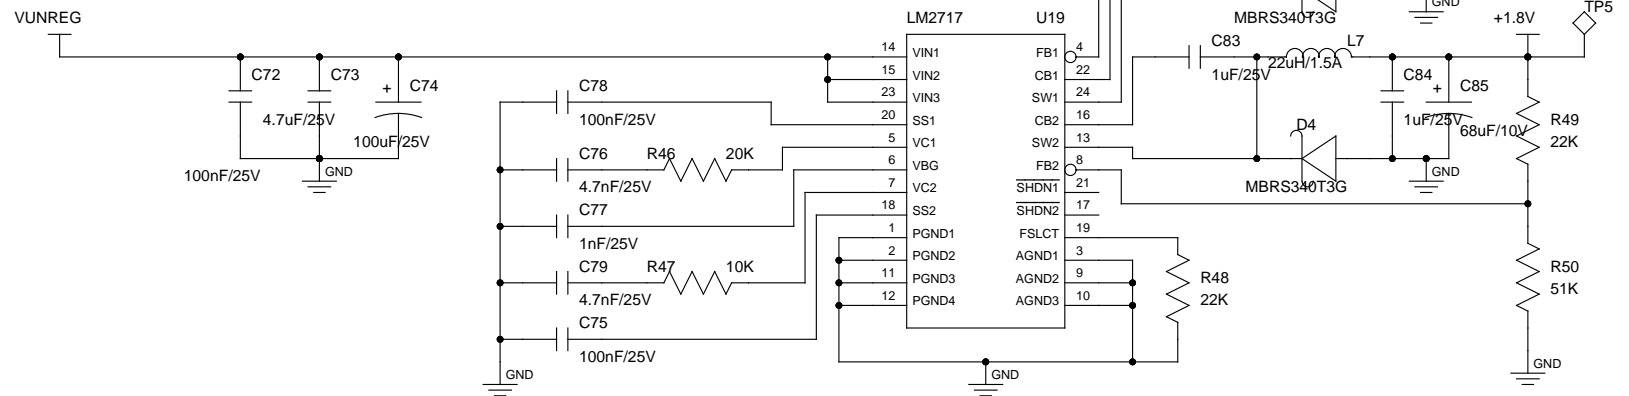 GND
VUNREG
LM2717
U19
MBRS340T3G
+1.8V
TP5
14 VIN1
FB1 4
C83
L7
15 VIN2
CB1 22
1uF/25V
22uH/1.5A
C72
C73
C74
+
C78
23 VIN3
SW1 24
C84
+
C85
4.7uF/25V
100nF/25V
20 SS1
CB2 16
1uF/25V
68uF/10V
R49
100uF/25V
5 VC1
SW2 13
D4
22K
C76
R46
20K
6 VBG
FB2 8
GND
100nF/25V
4.7nF/25V
7 VC2
SHDN1 21
MBRS340T3G
GND
C77
18 SS2
SHDN2 17
1nF/25V
1 PGND1
FSLCT 19
C79
R47
10K
2 PGND2
AGND1 3
4.7nF/25V
11 PGND3
AGND2 9
R48
R50
12 PGND4
AGND3 10
22K
51K
C75
100nF/25V
GND
GND
GND